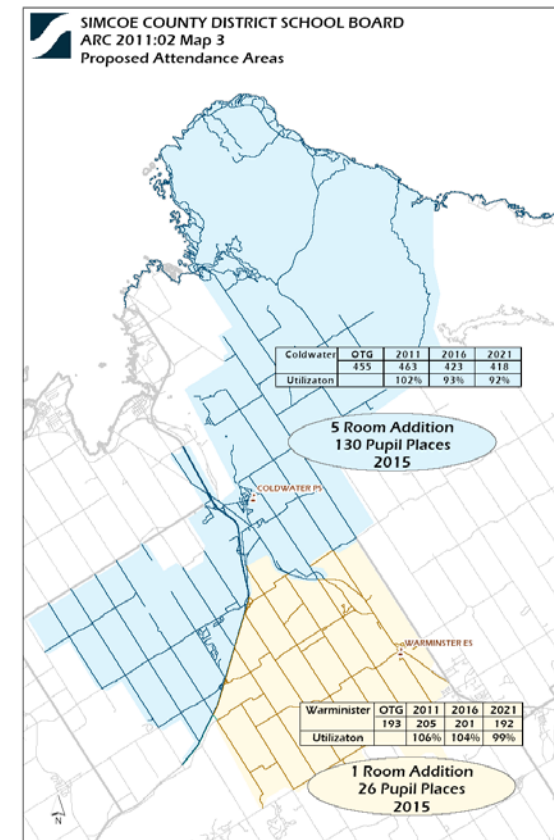 SIMCOE COUNTY DISTRICT SCHOOL BOARD
ARC 2011:02 Map 3
Proposed Attendance Areas
Coldwater OTG 2011 2016 2021
455 463 423 418
Utilizaton 102% 93% 92%
5 Room Addition
130 Pupil Places
2015
COLDWATER PS
WARMINSTER ES
Warminister OTG 2011 2016 2021
193 205 201 192
Utilizaton 106% 104% 99%
1 Room Addition
26 Pupil Places
2015
N